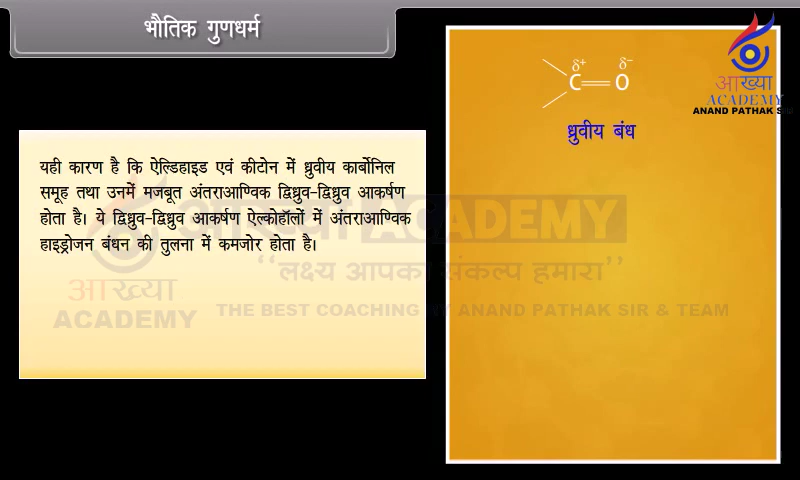 भौतिक गुणधर्म
यही कारण है कि ऐल्डिहाइड एवं कीटोन में ध्रुवीय कार्बोनिल
समूह तथा उनमें मजबूत अंतराआण्विक द्विध्रुव-द्विध्रुव आकर्षण
होता है। ये द्विध्रुव-द्विध्रुव आकर्षण ऐल्कोहॉलों में अंतराआण्विक
हाइड्रोजन बंधन की तुलना में कमजोर होता है।
δ+ δ−
C O
ध्रुवीय बंध
आख्या
ACADEMY
ANAND PATHAK SIR
आख्या ACADEMY
“लक्ष्य आपका संकल्प हमारा”
THE BEST COACHING BY ANAND PATHAK SIR & TEAM
आख्या
ACADEMY